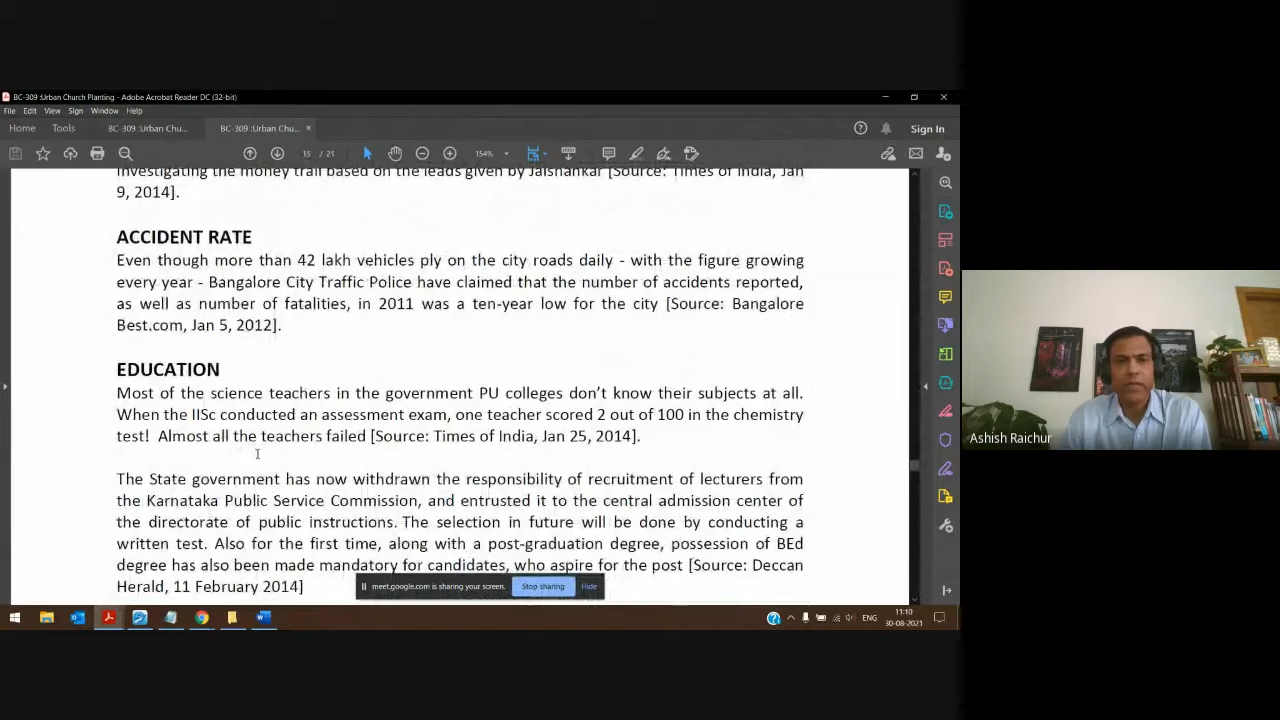 BC-309 :Urban Church Planting - Adobe Acrobat Reader DC (32-bit)
File Edit View Sign Window Help
Home Tools BC-309 :Urban Chu... BC-309 :Urban Chu... × Sign In
15 / 21 154%
investigating the money trail based on the leads given by Jaishankar [Source: Times of India, Jan
9, 2014].
ACCIDENT RATE
Even though more than 42 lakh vehicles ply on the city roads daily - with the figure growing
every year - Bangalore City Traffic Police have claimed that the number of accidents reported,
as well as number of fatalities, in 2011 was a ten-year low for the city [Source: Bangalore
Best.com, Jan 5, 2012].
EDUCATION
Most of the science teachers in the government PU colleges don't know their subjects at all.
When the IISc conducted an assessment exam, one teacher scored 2 out of 100 in the chemistry
test! Almost all the teachers failed [Source: Times of India, Jan 25, 2014].
The State government has now withdrawn the responsibility of recruitment of lecturers from
the Karnataka Public Service Commission, and entrusted it to the central admission center of
the directorate of public instructions. The selection in future will be done by conducting a
written test. Also for the first time, along with a post-graduation degree, possession of BEd
degree has also been made mandatory for candidates, who aspire for the post [Source: Deccan
Herald, 11 February 2014]
meet.google.com is sharing your screen. Stop sharing Hide
ENG
11:10
30-08-2021
Ashish Raichur